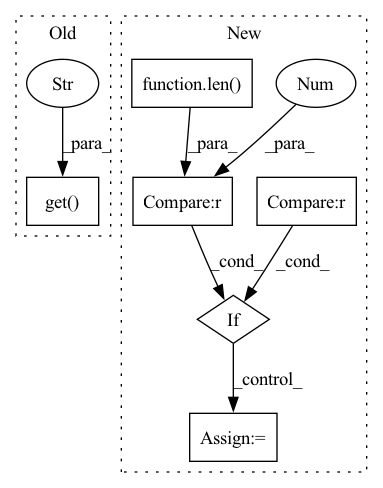 Old
New
Str
function.len()
Num
_para_
_para_
_para_
get()
Compare:r
Compare:r
_cond_
_cond_
If
_control_
Assign:=